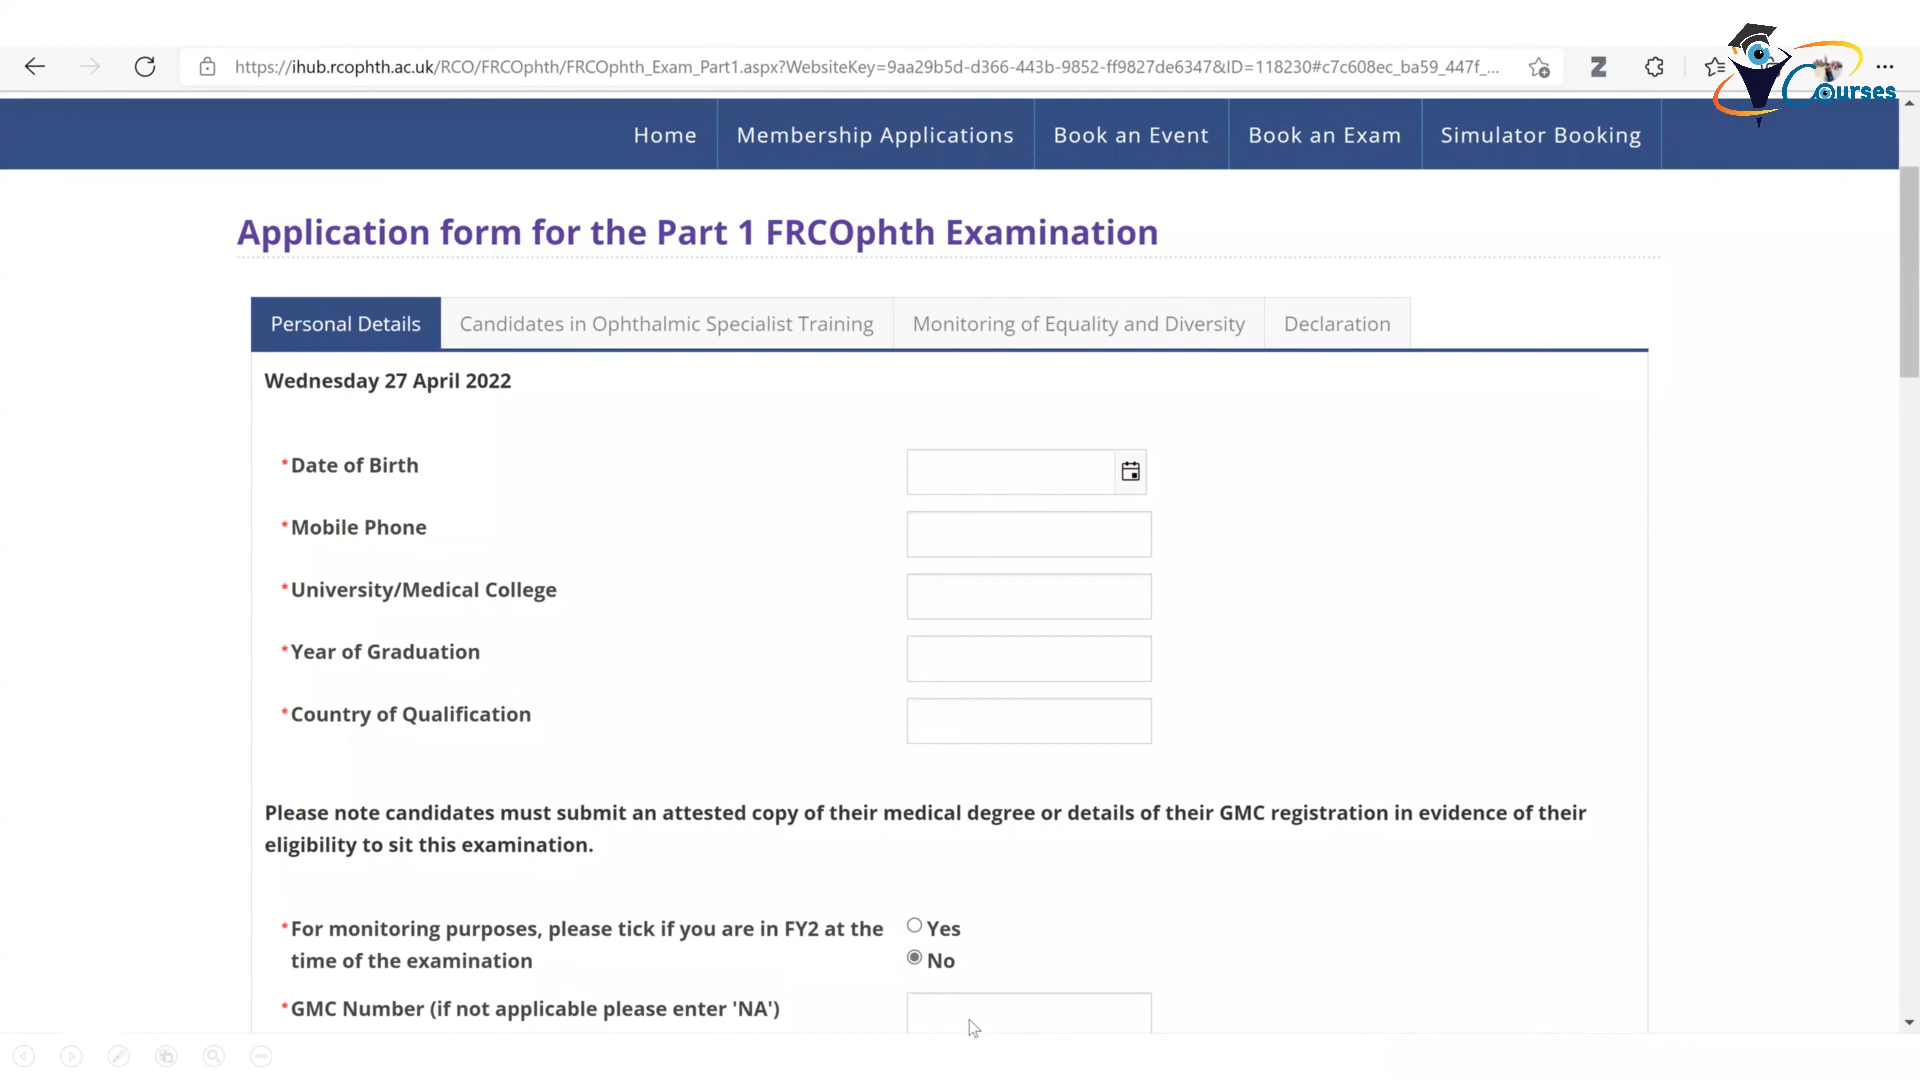 https://ihub.rcophth.ac.uk/RCO/FRCOphth/FRCOphth_Exam_Part1.aspx?WebsiteKey=9aa29b5d-d366-443b-9852-ff9827de6347&ID=118230#c7c608ec_ba59_447f_...
Courses
Home Membership Applications Book an Event Book an Exam Simulator Booking
Application form for the Part 1 FRCOphth Examination
Personal Details Candidates in Ophthalmic Specialist Training Monitoring of Equality and Diversity Declaration
Wednesday 27 April 2022
*Date of Birth
*Mobile Phone
*University/Medical College
*Year of Graduation
*Country of Qualification
Please note candidates must submit an attested copy of their medical degree or details of their GMC registration in evidence of their
eligibility to sit this examination.
*For monitoring purposes, please tick if you are in FY2 at the Yes
time of the examination No
*GMC Number (if not applicable please enter 'NA')